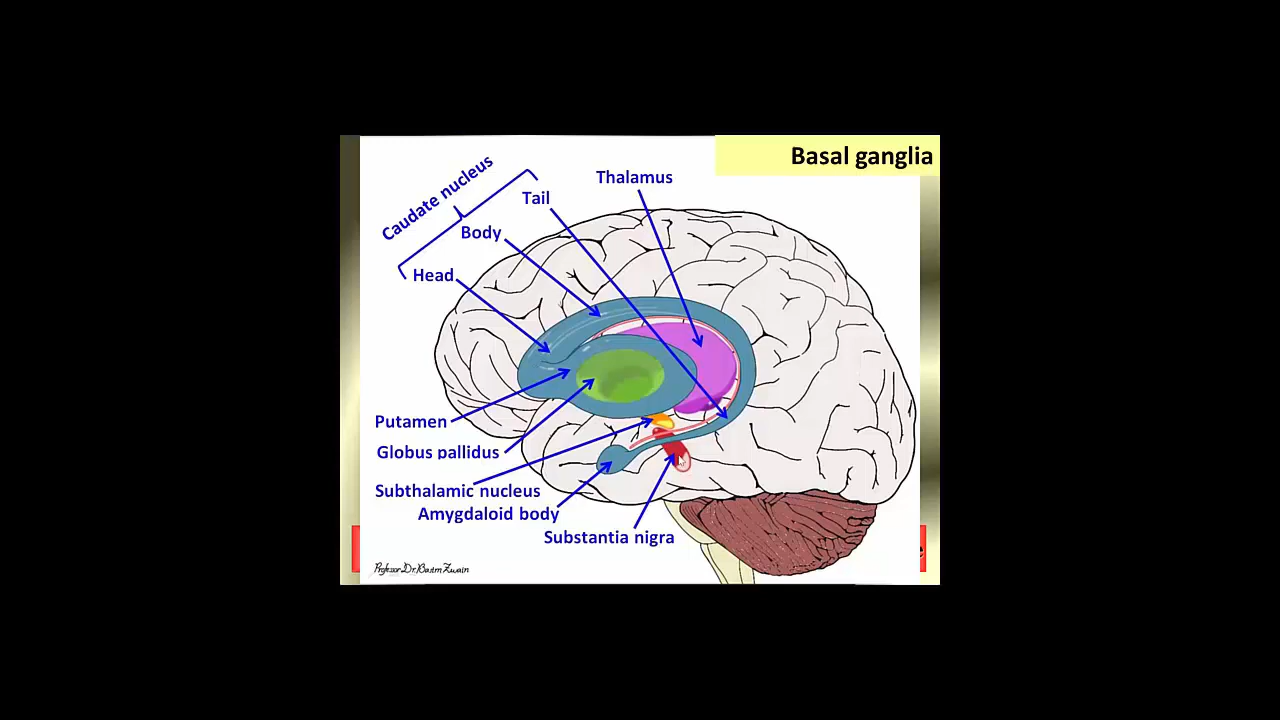 Basal ganglia
Caudate nucleus
Thalamus
Tail
Body
Head
Putamen
Globus pallidus
Subthalamic nucleus
Amygdaloid body
Substantia nigra